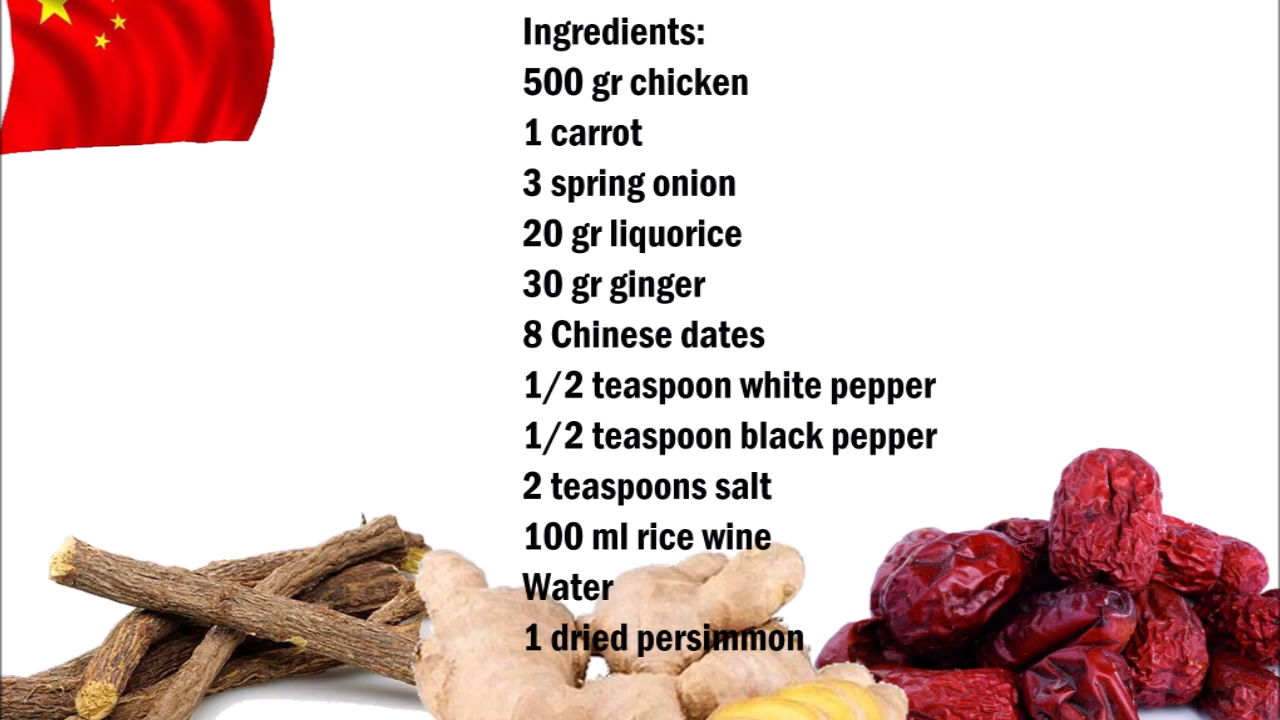 Ingredients:
500 gr chicken
1 carrot
3 spring onion
20 gr liquorice
30 gr ginger
8 Chinese dates
1/2 teaspoon white pepper
1/2 teaspoon black pepper
2 teaspoons salt
100 ml rice wine
Water
1 dried persimmon